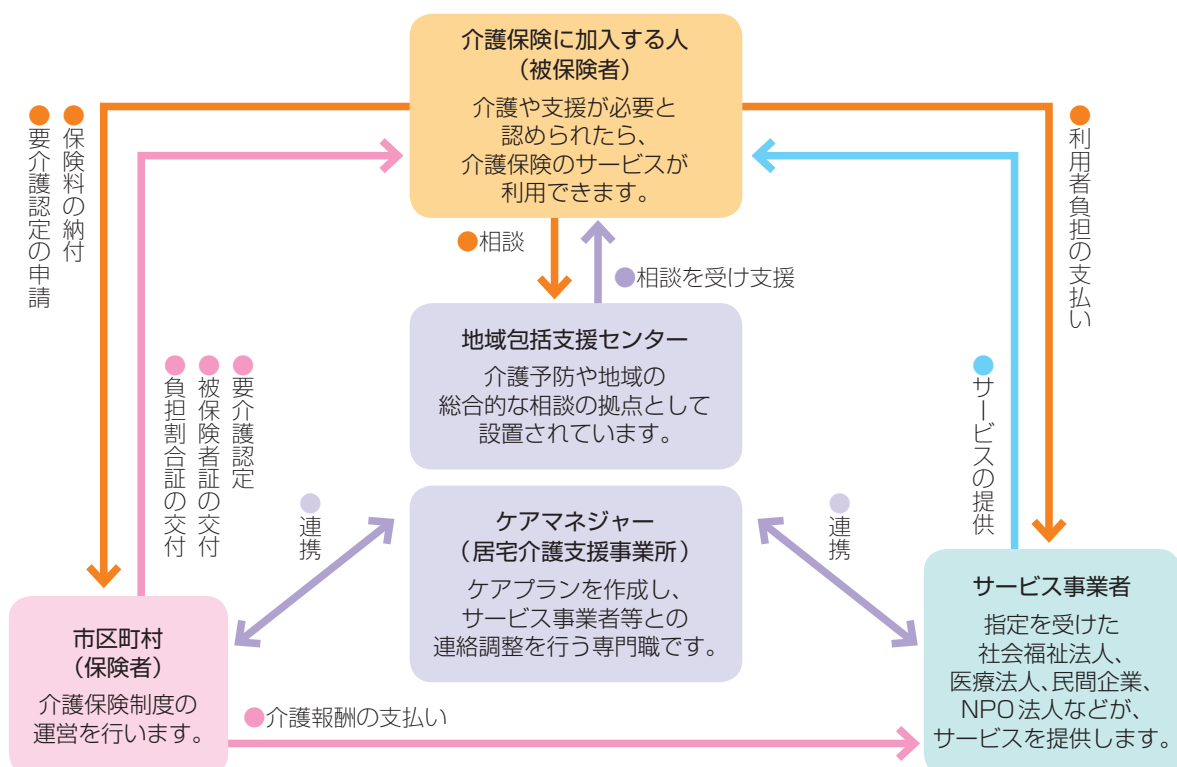 介護保険に加入する人
（被保険者）
介護や支援が必要と
認められたら、
介護保険のサービスが
利用できます。
●保険料の納付
●要介護認定の申請
●利用者負担の支払い
●相談
●相談を受け支援
地域包括支援センター
介護予防や地域の
総合的な相談の拠点として
設置されています。
●要介護認定
●被保険者証の交付
●負担割合証の交付
●サービスの提供
●連携
●連携
ケアマネジャー
（居宅介護支援事業所）
ケアプランを作成し、
サービス事業者等との
連絡調整を行う専門職です。
市区町村
（保険者）
介護保険制度の
運営を行います。
サービス事業者
指定を受けた
社会福祉法人、
医療法人、民間企業、
NPO法人などが、
サービスを提供します。
●介護報酬の支払い